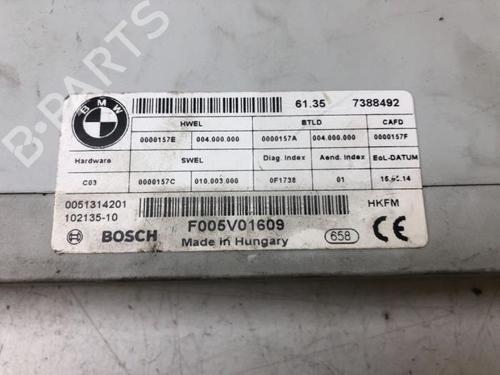 BMW
61.35 7388492
HWEL BTLD CAFD
0000157E 004.000.000 0000157A 004.000.000 0000157F
Hardware SWEL Diag. Index Aend. Index EoL-DATUM
C03 0000157C 010.003.000 0F1738 01
0051314201
102135-10
HKFM
BOSCH
F005V01609
Made in Hungary
658
CE
B-PARTS